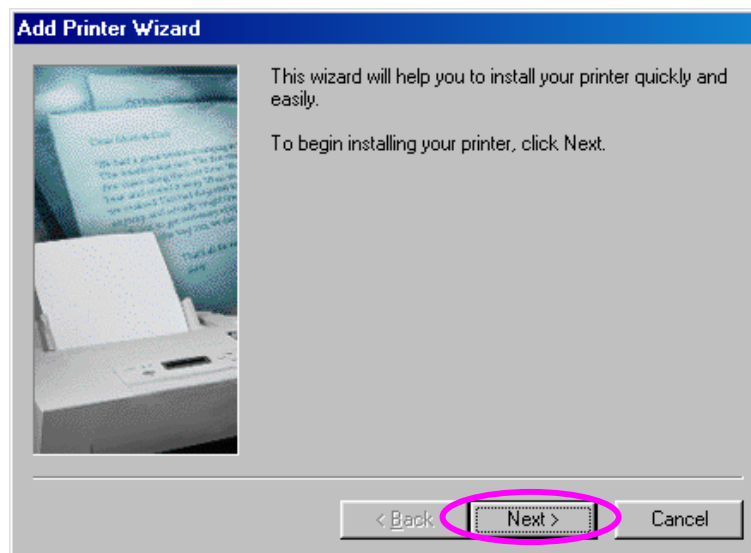 Add Printer Wizard
This wizard will help you to install your printer quickly and
easily.
To begin installing your printer, click Next.
< Back
Next >
Cancel